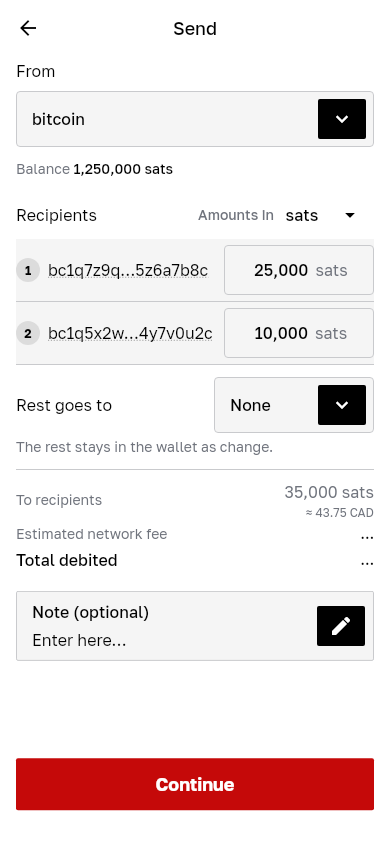 Send
From
bitcoin
Balance 1,250,000 sats
Recipients Amounts in sats
1 bc1q7z9q...5z6a7b8c 25,000 sats
2 bc1q5x2w...4y7v0u2c 10,000 sats
Rest goes to None
The rest stays in the wallet as change.
To recipients 35,000 sats
≈ 43.75 CAD
Estimated network fee ...
Total debited ...
Note (optional)
Enter here...
Continue